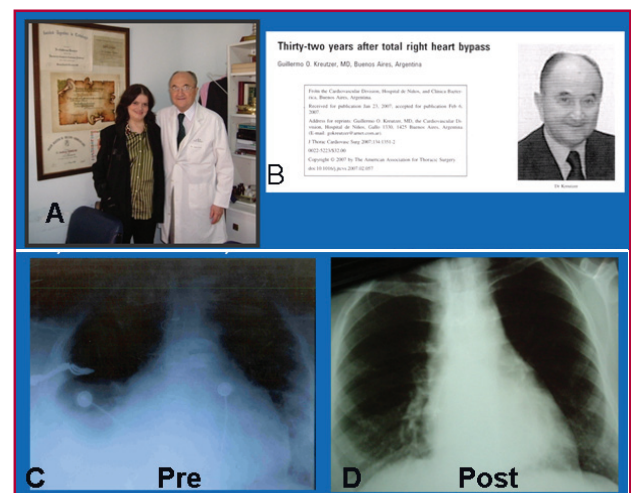 A
Thirty-two years after total right heart bypass
Guillermo O. Kreutzer, MD, Buenos Aires, Argentina
From the Cardiovascular Division, Hospital de Niños, and Clínica Bazterrica, Buenos Aires, Argentina.
Received for publication Jan 23, 2007; accepted for publication Feb 6, 2007.
Address for reprints: Guillermo O. Kreutzer, MD, the Cardiovascular Division, Hospital de Niños, Gallo 1330, 1425 Buenos Aires, Argentina
J Thorac Cardiovasc Surg 2007;134:1351-2
Copyright © 2007 by The American Association for Thoracic Surgery
B
Dr Kreutzer
C
Pre
D
Post